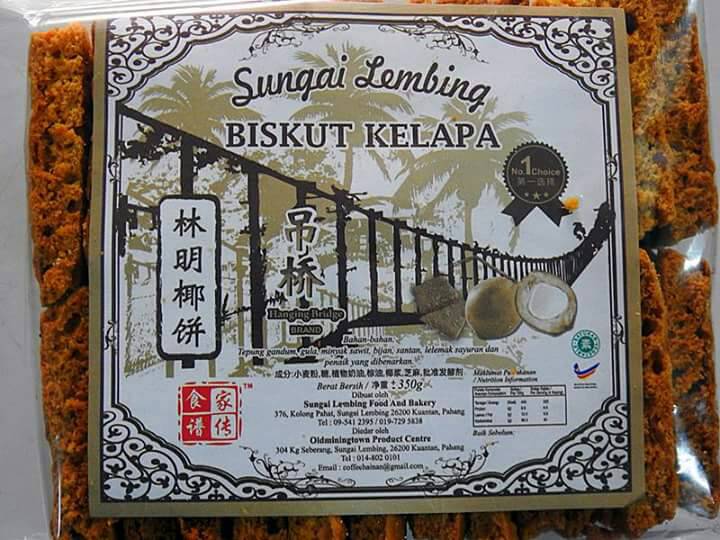 Sungai Lembing
BISKUT KELAPA
No.1 Choice
第一选择
林明椰饼
吊桥
Hanging Bridge
BRAND
Bahan-bahan:
Tepung gandum, gula, minyak sawit, bijan, santan, lelemak sayuran dan
penaik yang dibenarkan.
成分:小麦粉,糖,植物奶油,棕油,椰浆,芝麻,批准发酵剂
Berat Bersih / 净重 ± 350g
Dibuat oleh
Sungai Lembing Food And Bakery
376, Kolong Pahat, Sungai Lembing 26200 Kuantan, Pahang
Tel : 09-541 2395 / 019-729 5838
Diedar oleh
Oldminingtown Product Centre
304 Kg Seberang, Sungai Lembing, 26200 Kuantan, Pahang
Tel : 014-802 0101
Email : coffechainan@gmail.com
家传
食谱
TM
素
Maklumat Pemakanan
/ Nutrition Information
Baik Sebelum: